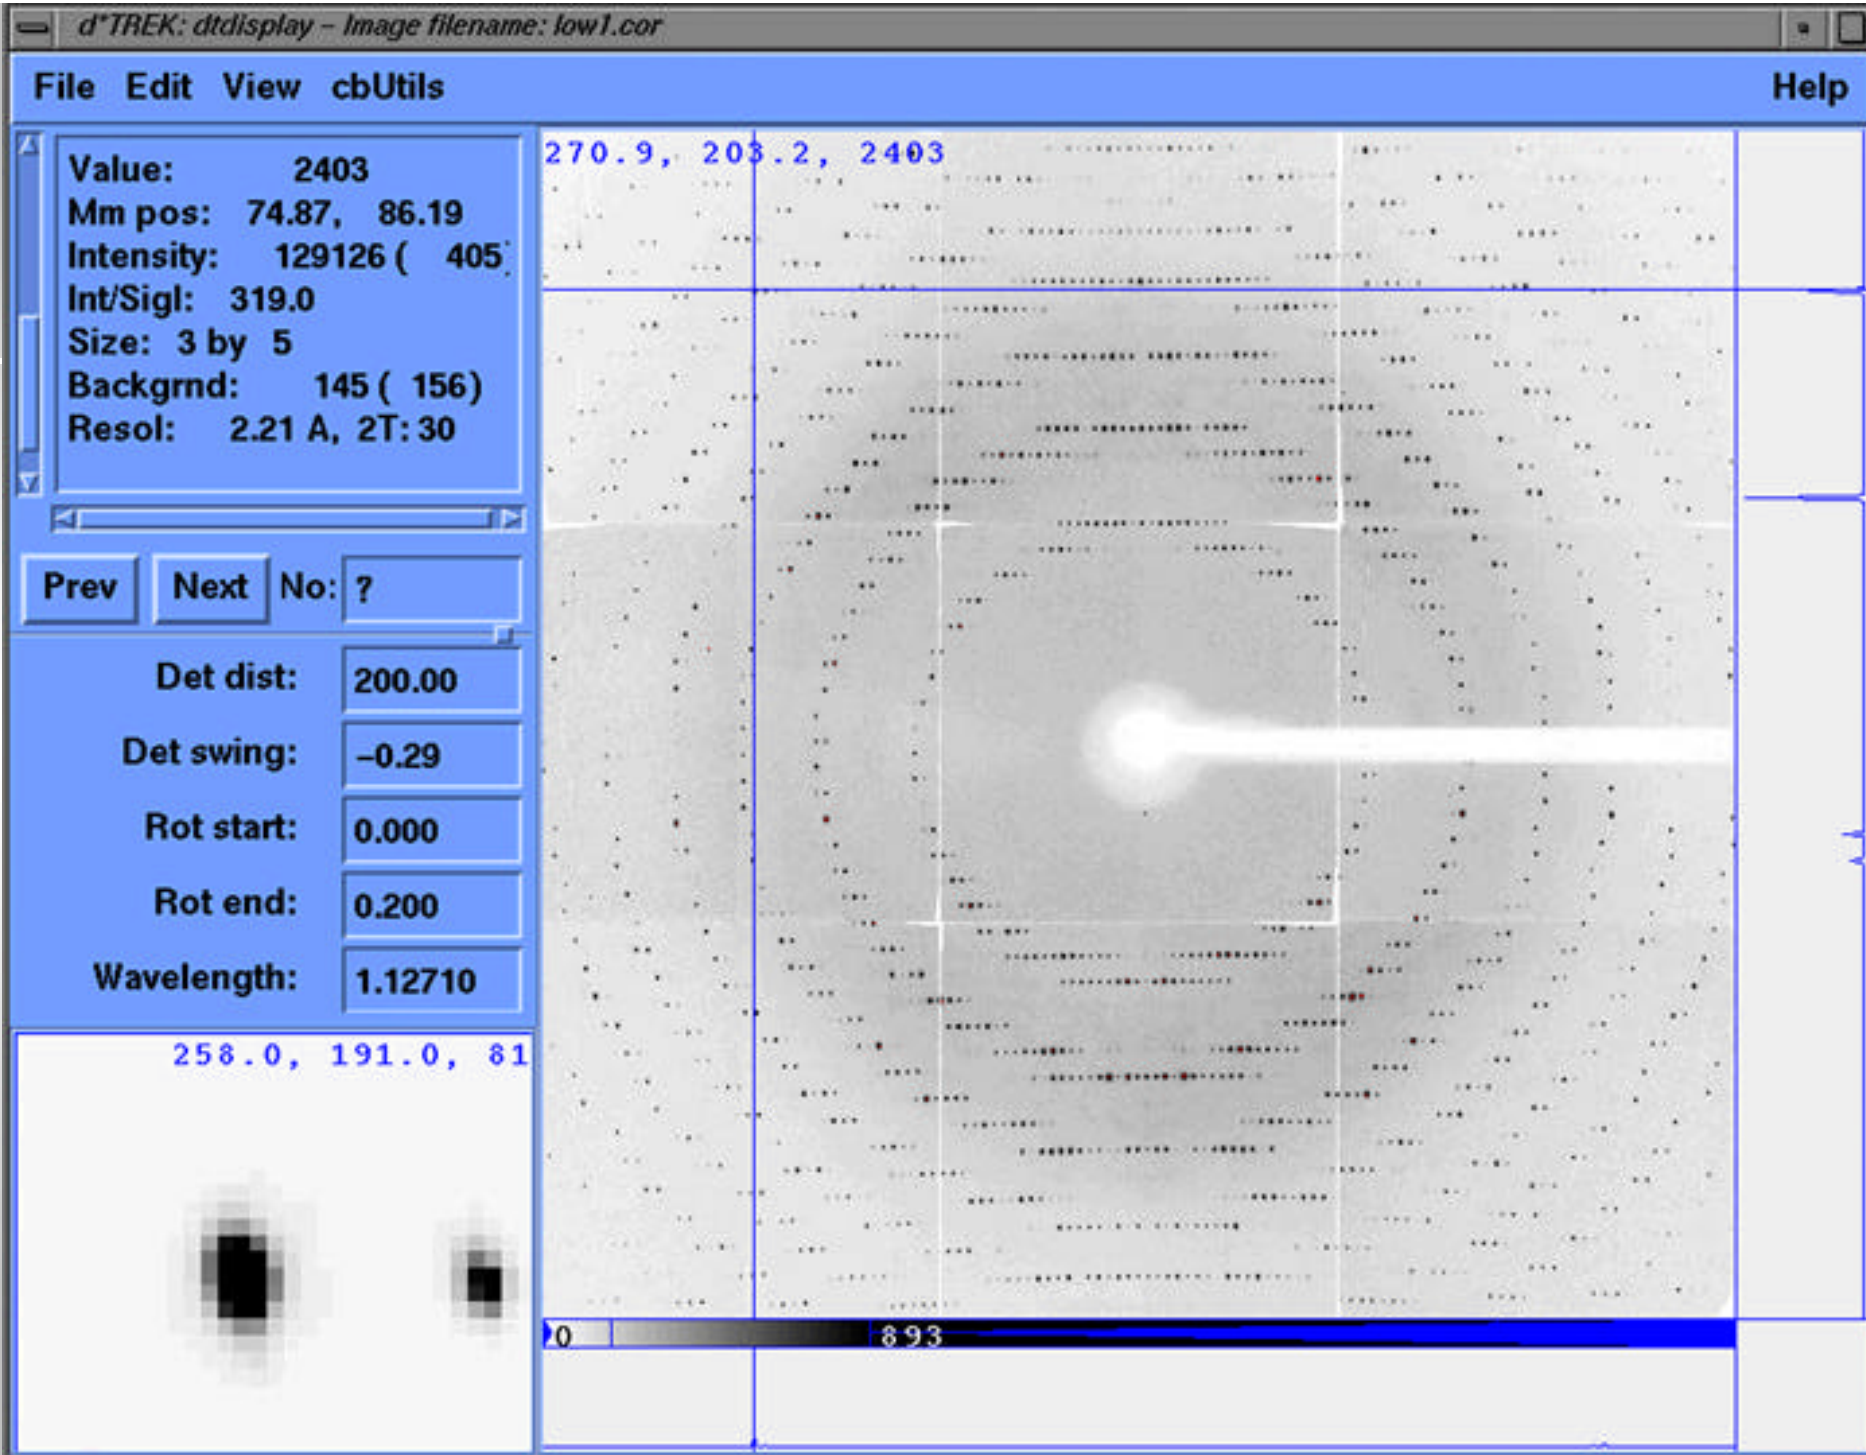 d*TREK: dtdisplay – Image filename: low1.cor
File Edit View cbUtils Help
Value: 2403
Mm pos: 74.87, 86.19
Intensity: 129126 ( 405
Int/SigI: 319.0
Size: 3 by 5
Backgrnd: 145 ( 156)
Resol: 2.21 A, 2T: 30
Prev Next No: ?
Det dist: 200.00
Det swing: −0.29
Rot start: 0.000
Rot end: 0.200
Wavelength: 1.12710
258.0, 191.0, 81
270.9, 203.2, 2403
0 893